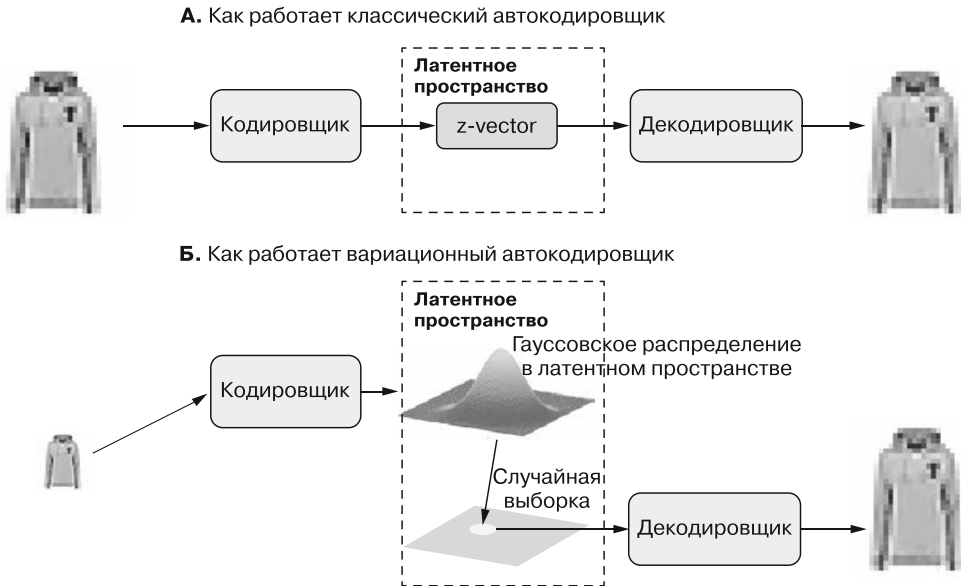 А. Как работает классический автокодировщик
Латентное
пространство
Кодировщик
z-vector
Декодировщик
Б. Как работает вариационный автокодировщик
Латентное
пространство
Гауссовское распределение
в латентном пространстве
Кодировщик
Случайная
выборка
Декодировщик